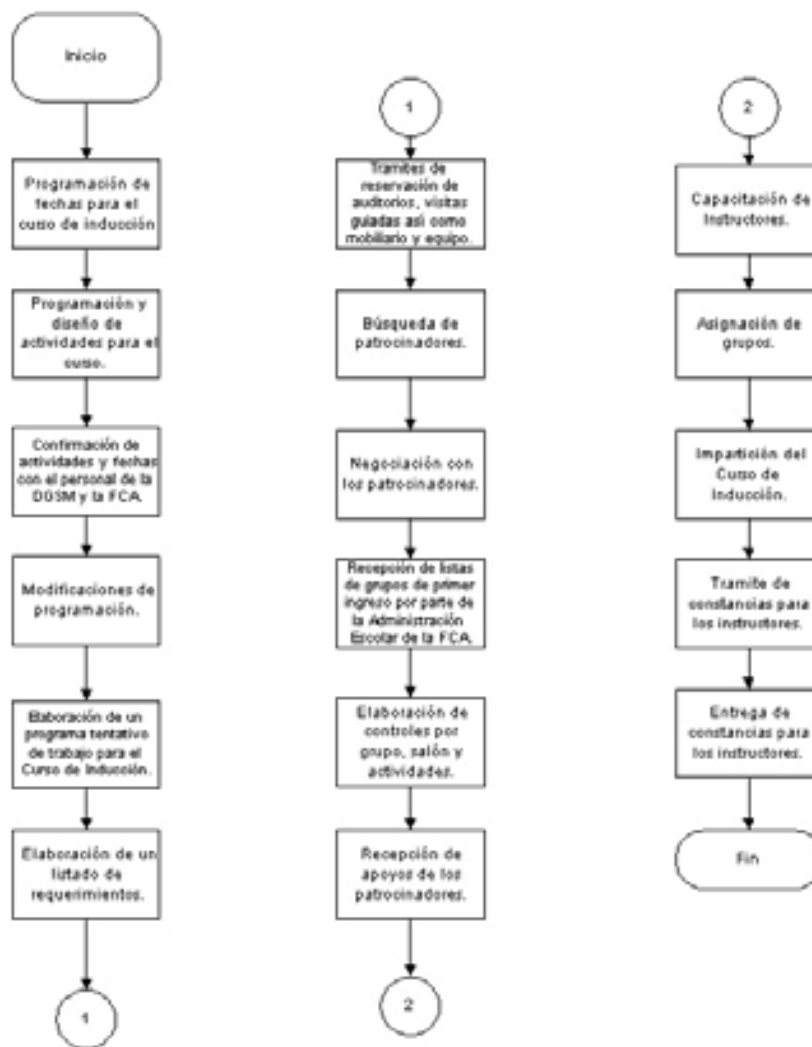 Inicio
Programación de
fechas para el
curso de inducción
Programación y
diseño de
actividades para el
curso.
Confirmación de
actividades y fechas
con el personal de la
DGSM y la FCA.
Modificaciones de
programación.
Elaboración de un
programa tentativo
de trabajo para el
Curso de Inducción.
Elaboración de un
listado de
requerimientos.
1
1
Tramites de
reservación de
auditorios, visitas
guiadas así como
mobiliario y equipo.
Búsqueda de
patrocinadores.
Negociación con
los patrocinadores.
Recepción de listas
de grupos de primer
ingreso por parte de
la Administración
Escolar de la FCA.
Elaboración de
controles por
grupo, salón y
actividades.
Recepción de
apoyos de los
patrocinadores.
2
2
Capacitación de
Instructores.
Asignación de
grupos.
Impartición del
Curso de
Inducción.
Tramite de
constancias para
los instructores.
Entrega de
constancias para
los instructores.
Fin